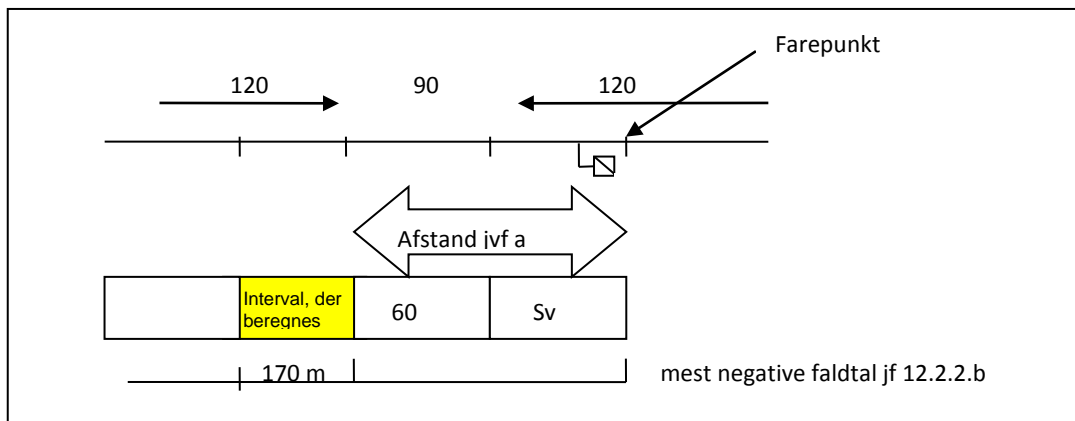 Farepunkt
120 90 120
Afstand jvf a
Interval, der
beregnes
60
Sv
170 m
mest negative faldtal jf 12.2.2.b